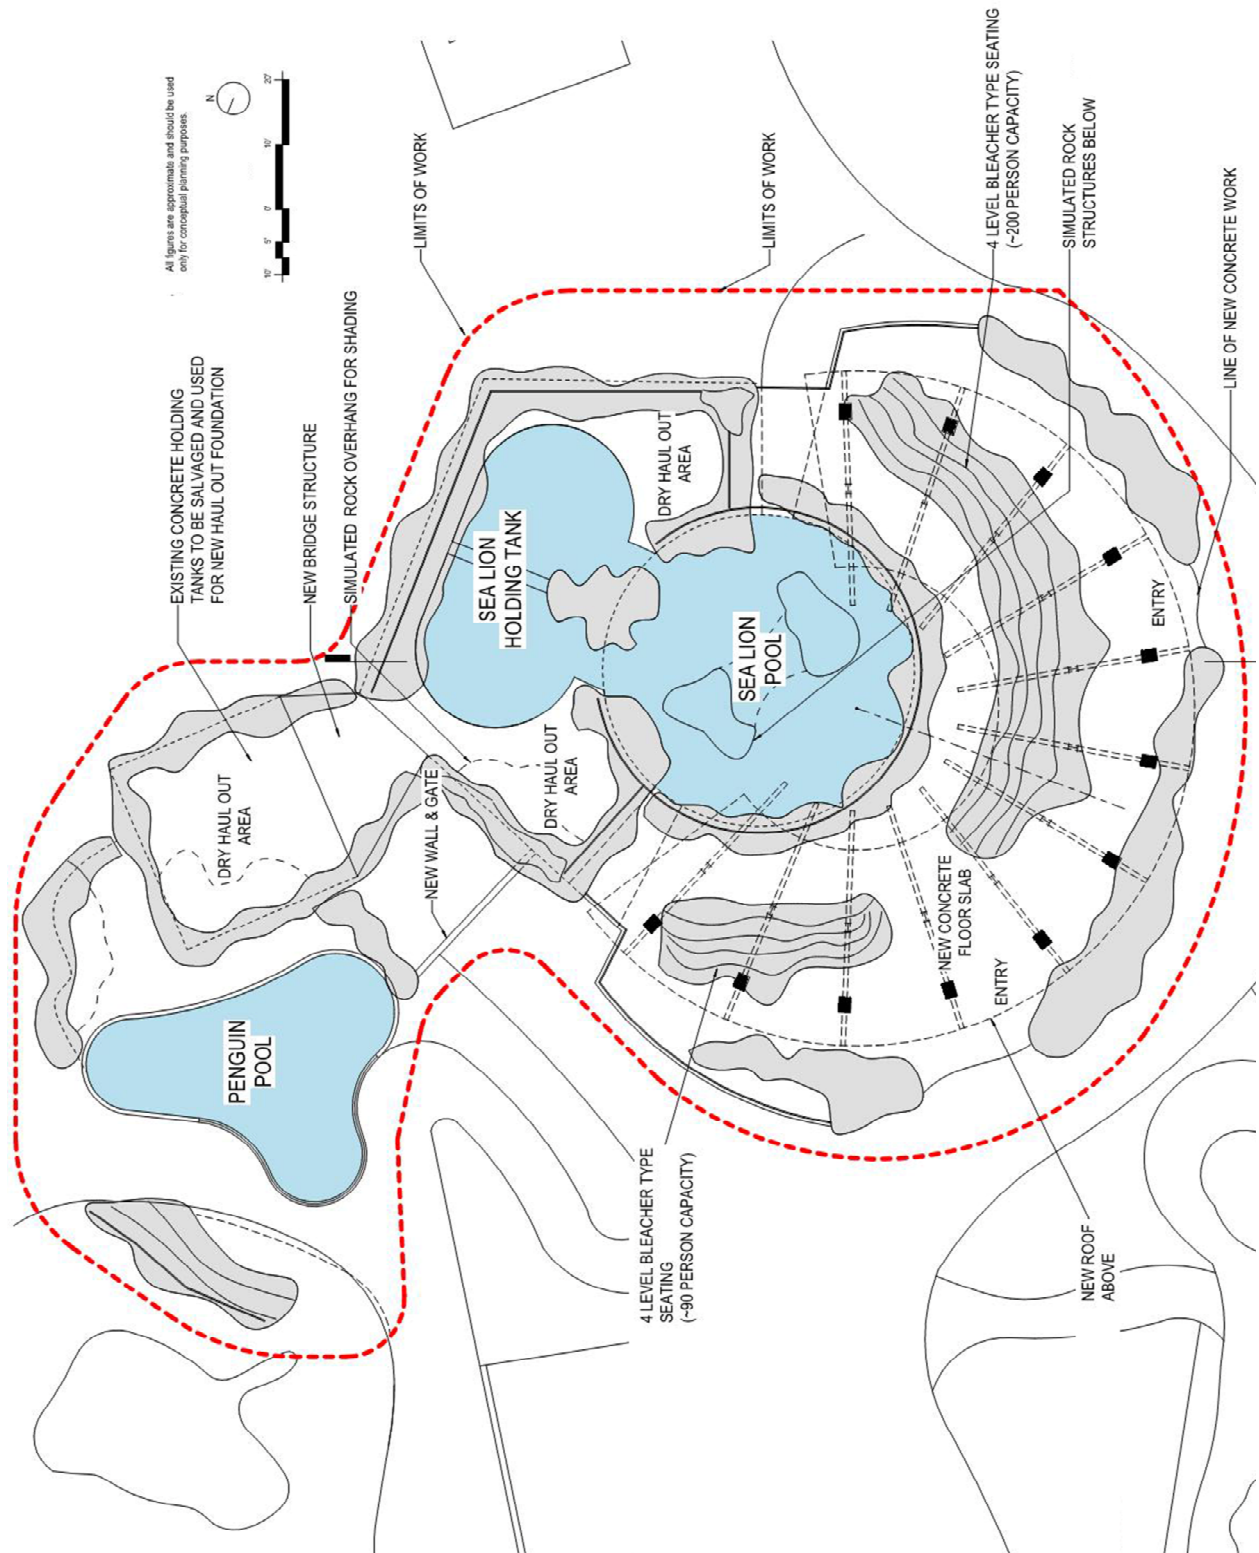 All figures are approximate and should be used
only for conceptual planning purposes.
N
10'
5'
0'
10'
20'
EXISTING CONCRETE HOLDING
TANKS TO BE SALVAGED AND USED
FOR NEW HAUL OUT FOUNDATION
NEW BRIDGE STRUCTURE
SIMULATED ROCK OVERHANG FOR SHADING
LIMITS OF WORK
LIMITS OF WORK
4 LEVEL BLEACHER TYPE SEATING
(~200 PERSON CAPACITY)
SIMULATED ROCK
STRUCTURES BELOW
LINE OF NEW CONCRETE WORK
DRY HAUL OUT
AREA
NEW WALL & GATE
SEA LION
HOLDING TANK
DRY HAUL OUT
AREA
DRY HAUL OUT
AREA
SEA LION
POOL
PENGUIN
POOL
NEW CONCRETE
FLOOR SLAB
ENTRY
ENTRY
4 LEVEL BLEACHER TYPE
SEATING
(~90 PERSON CAPACITY)
NEW ROOF
ABOVE